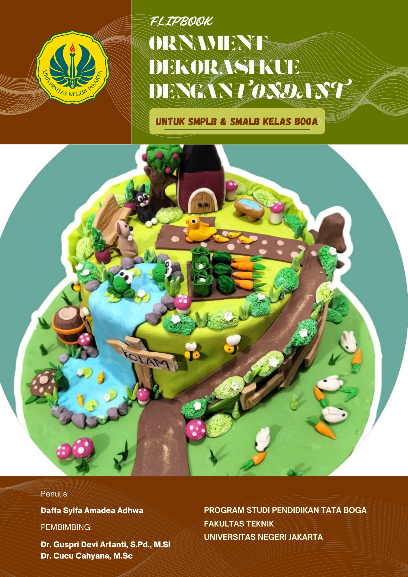 FLIPBOOK
ORNAMENT
DEKORASI KUE
DENGAN FONDANT
UNTUK SMPLB & SMALB KELAS BOGA
UNIVERSITAS NEGERI JAKARTA
KOLAM
Penulis
Daffa Syifa Amadea Adhwa
PEMBIMBING:
Dr. Guspri Devi Artanti, S.Pd., M.Si
Dr. Cucu Cahyana, M.Sc
PROGRAM STUDI PENDIDIKAN TATA BOGA
FAKULTAS TEKNIK
UNIVERSITAS NEGERI JAKARTA